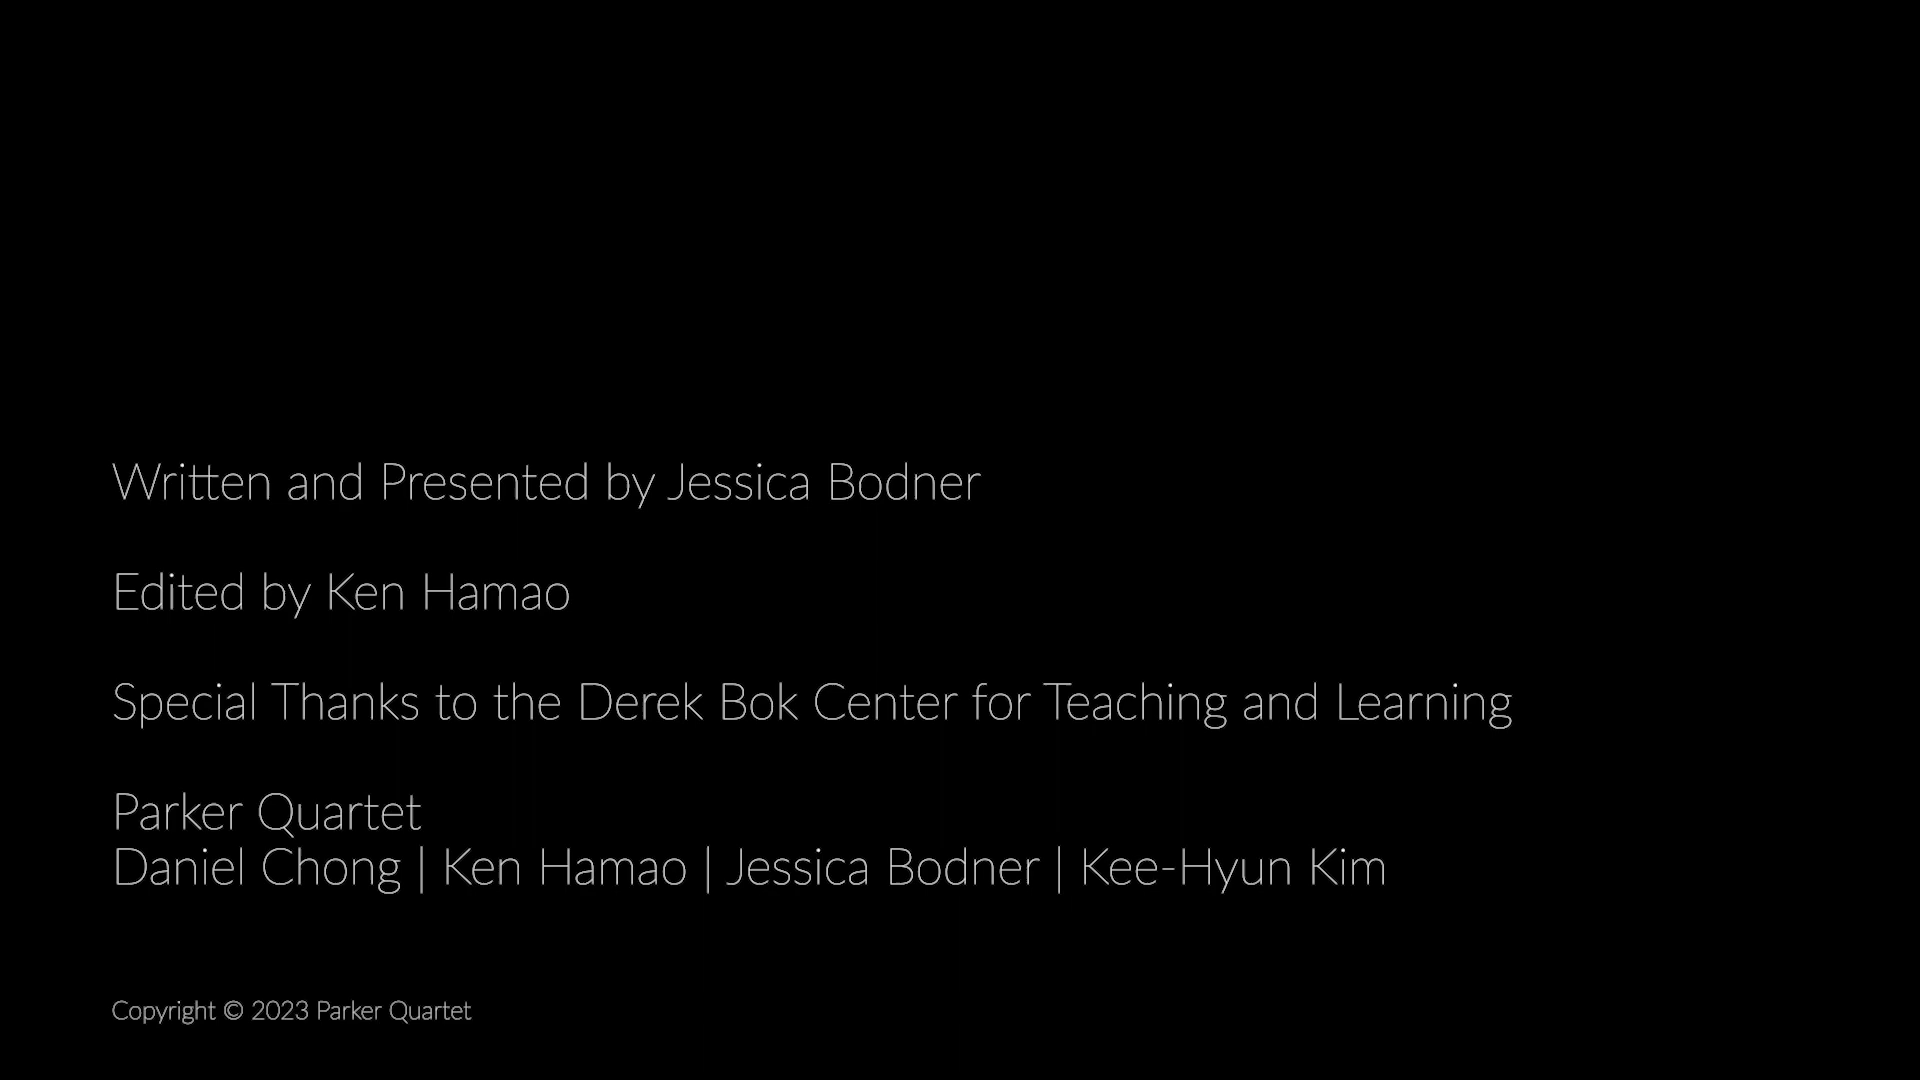 Written and Presented by Jessica Bodner
Edited by Ken Hamao
Special Thanks to the Derek Bok Center for Teaching and Learning
Parker Quartet
Daniel Chong | Ken Hamao | Jessica Bodner | Kee-Hyun Kim
Copyright © 2023 Parker Quartet